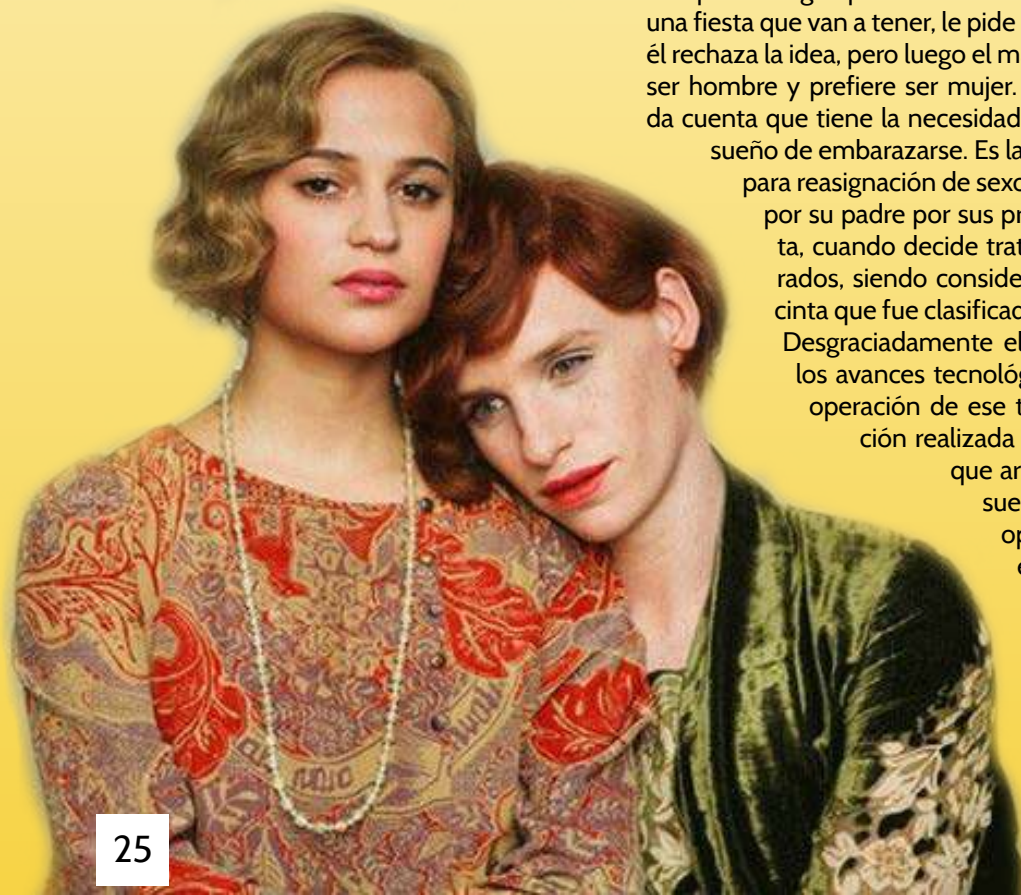 una fiesta que van a tener, le pide
él rechaza la idea, pero luego el m
ser hombre y prefiere ser mujer.
da cuenta que tiene la necesidad
sueño de embarazarse. Es la
para reasignación de sexo
por su padre por sus pr
ta, cuando decide trat
rados, siendo conside
cinta que fue clasificad
Desgraciadamente el
los avances tecnológ
operación de ese t
ción realizada
que an
sue
op
25